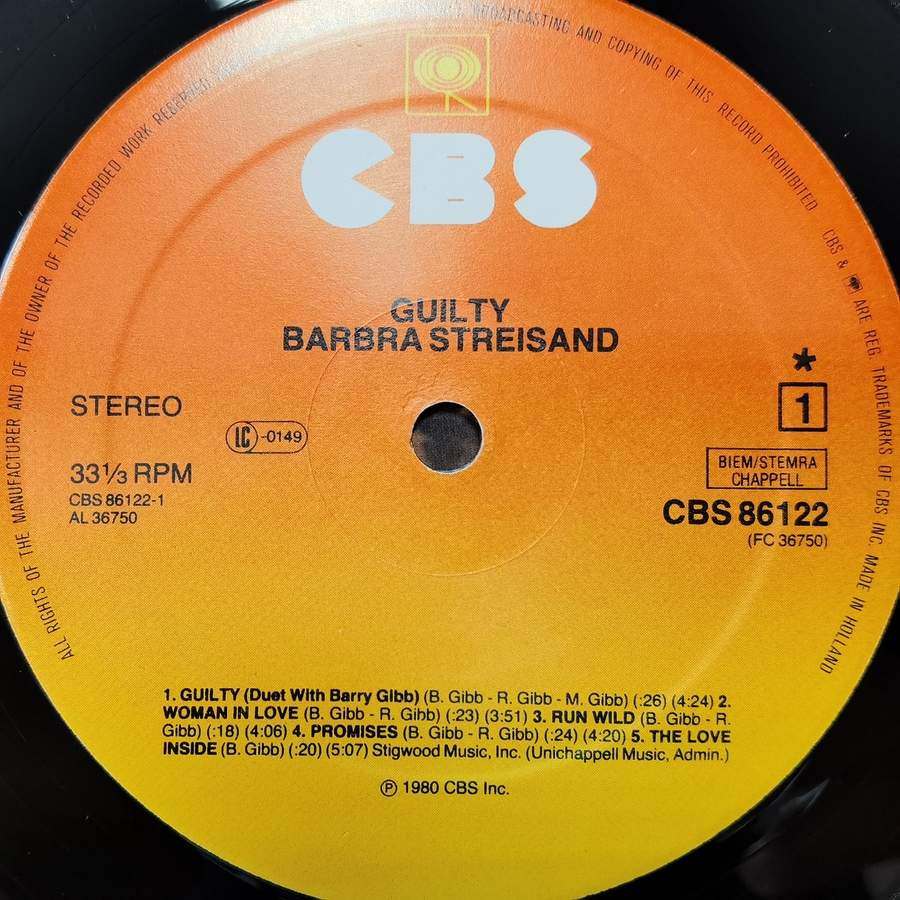 ALL RIGHTS OF THE MANUFACTURER AND OF THE OWNER OF THE RECORDED WORK
BROADCASTING AND COPYING OF THIS RECORD PROHIBITED
CBS & ARE REG. TRADEMARKS OF CBS INC. MADE IN HOLLAND
CBS
GUILTY
BARBRA STREISAND
STEREO
LC-0149
33 1/3 RPM
CBS 86122-1
AL 36750
*
1
BIEM/STEMRA
CHAPPELL
CBS 86122
(FC 36750)
1. GUILTY (Duet With Barry Gibb) (B. Gibb - R. Gibb - M. Gibb) (:26) (4:24) 2.
WOMAN IN LOVE (B. Gibb - R. Gibb) (:23) (3:51) 3. RUN WILD (B. Gibb - R.
Gibb) (:18) (4:06) 4. PROMISES (B. Gibb - R. Gibb) (:24) (4:20) 5. THE LOVE
INSIDE (B. Gibb) (:20) (5:07) Stigwood Music, Inc. (Unichappell Music, Admin.)
℗ 1980 CBS Inc.